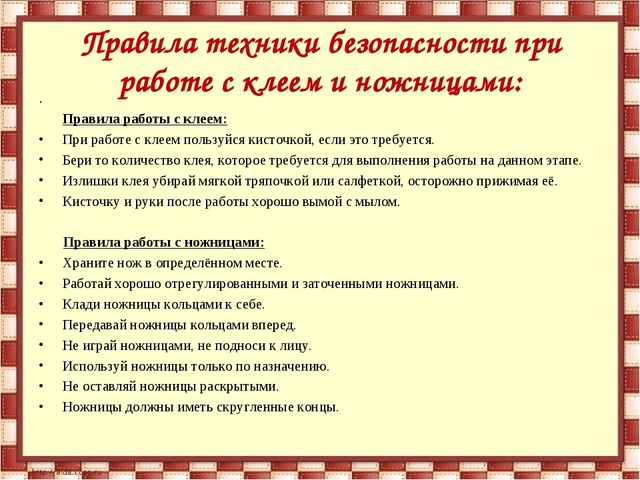 Правила техники безопасности при
работе с клеем и ножницами:
.
Правила работы с клеем:
• При работе с клеем пользуйся кисточкой, если это требуется.
• Бери то количество клея, которое требуется для выполнения работы на данном этапе.
• Излишки клея убирай мягкой тряпочкой или салфеткой, осторожно прижимая её.
• Кисточку и руки после работы хорошо вымой с мылом.
Правила работы с ножницами:
• Храните нож в определённом месте.
• Работай хорошо отрегулированными и заточенными ножницами.
• Клади ножницы кольцами к себе.
• Передавай ножницы кольцами вперед.
• Не играй ножницами, не подноси к лицу.
• Используй ножницы только по назначению.
• Не оставляй ножницы раскрытыми.
• Ножницы должны иметь скругленные концы.